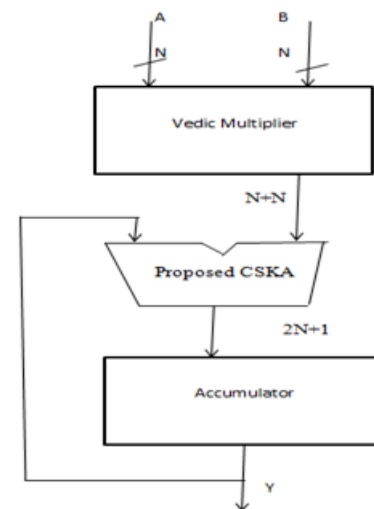 A B
N N
Vedic Multiplier
N+N
Proposed CSKA
2N+1
Accumulator
Y